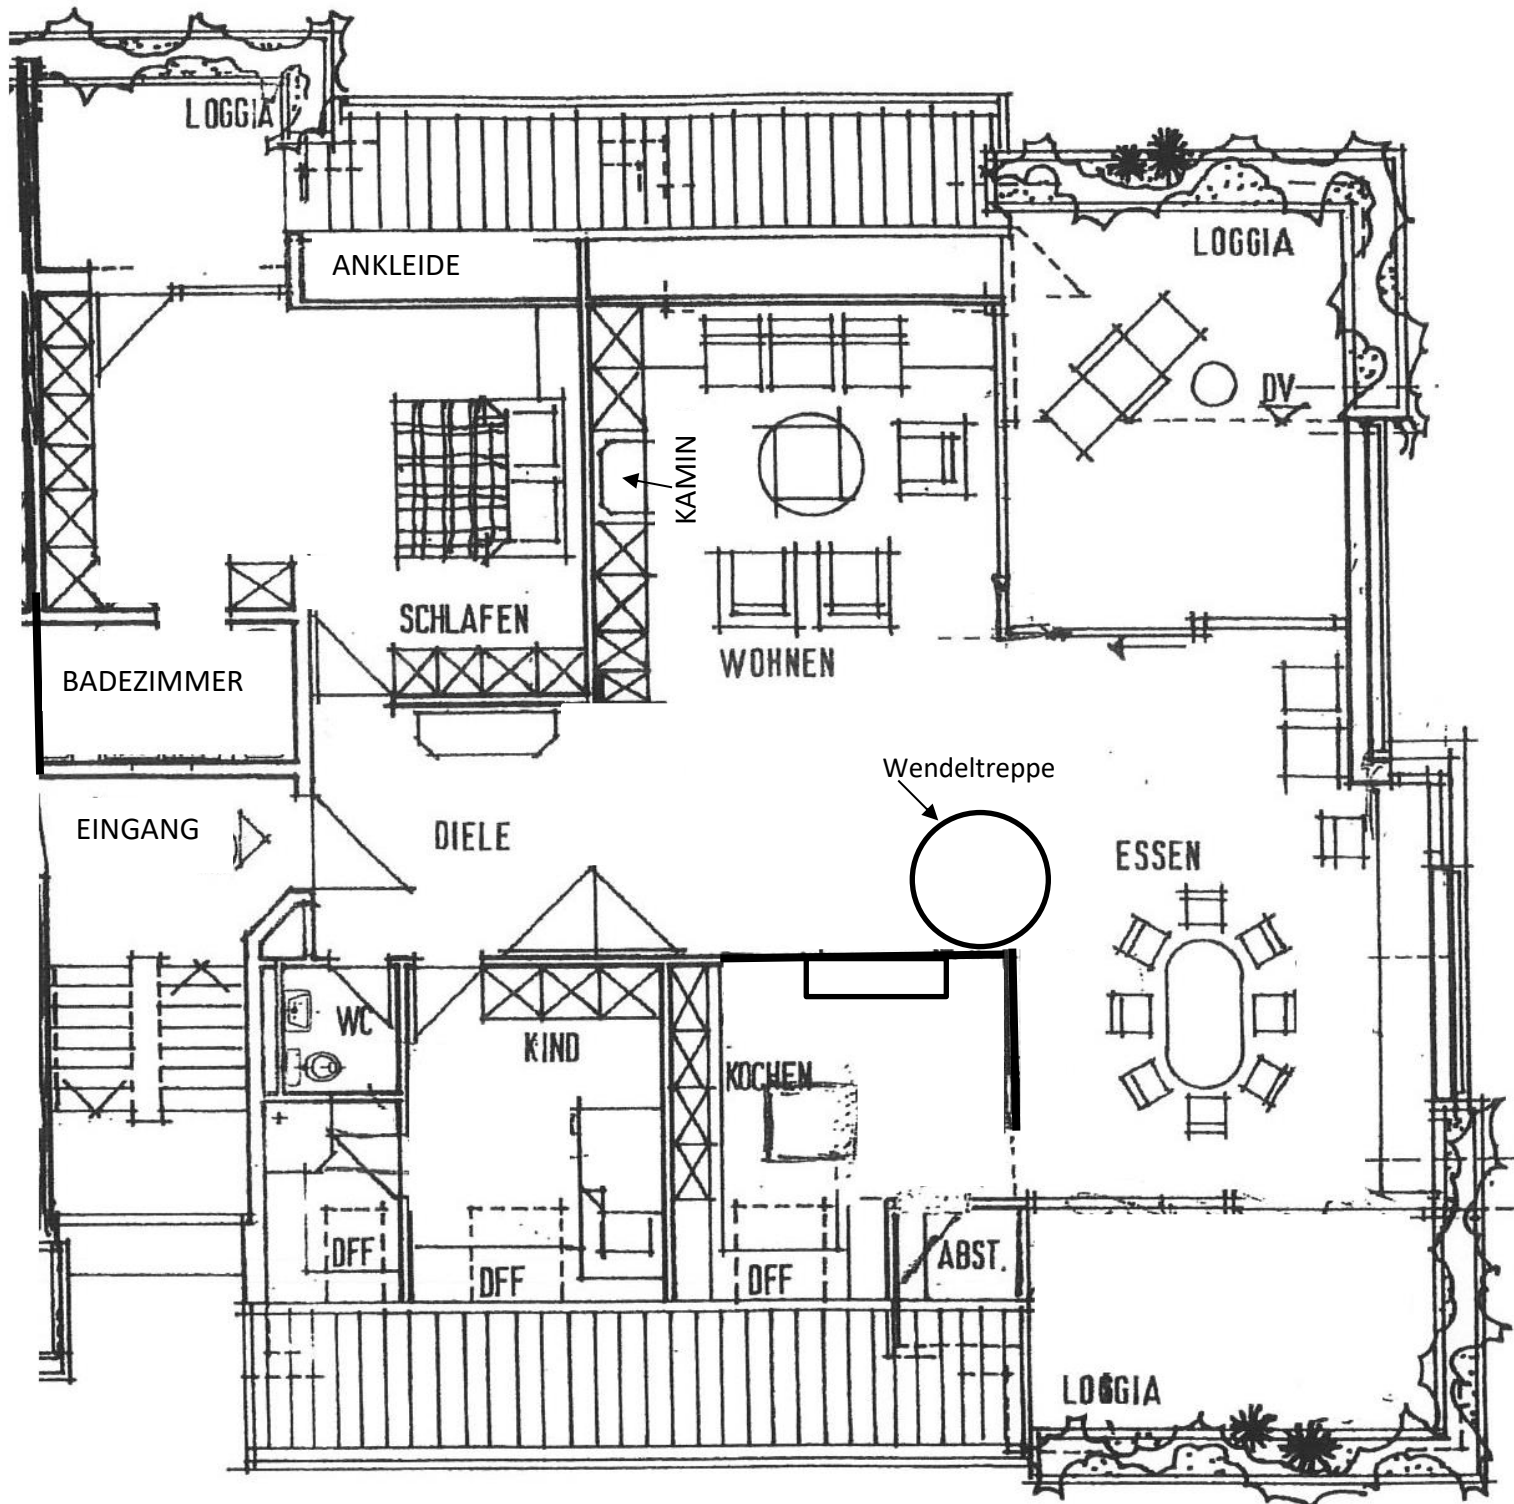 LOGGIA
LOGGIA
ANKLEIDE
DV
KAMIN
SCHLAFEN
WOHNEN
BADEZIMMER
Wendeltreppe
EINGANG
DIELE
ESSEN
WC
KIND
KOCHEN
DFF
DFF
DFF
ABST.
LOGGIA